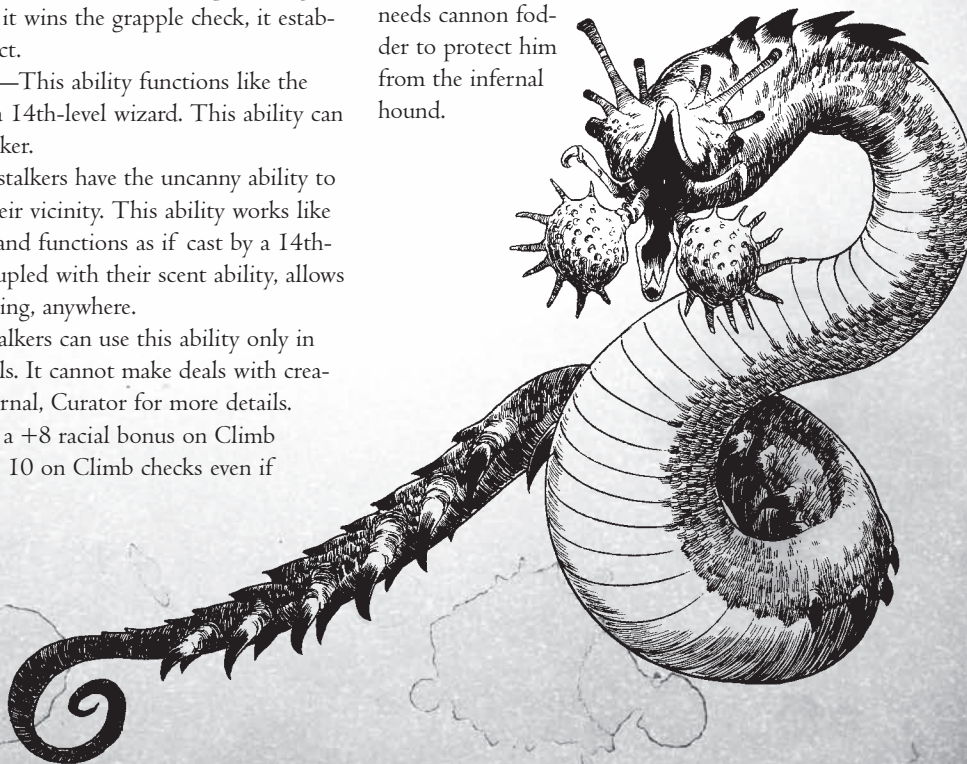 it wins the grapple check, it estab-
ct.
—This ability functions like the
14th-level wizard. This ability can
ker.
stalkers have the uncanny ability to
eir vicinity. This ability works like
and functions as if cast by a 14th-
upled with their scent ability, allows
ing, anywhere.
alkers can use this ability only in
ls. It cannot make deals with crea-
rnal, Curator for more details.
a +8 racial bonus on Climb
10 on Climb checks even if
needs cannon fod-
der to protect him
from the infernal
hound.